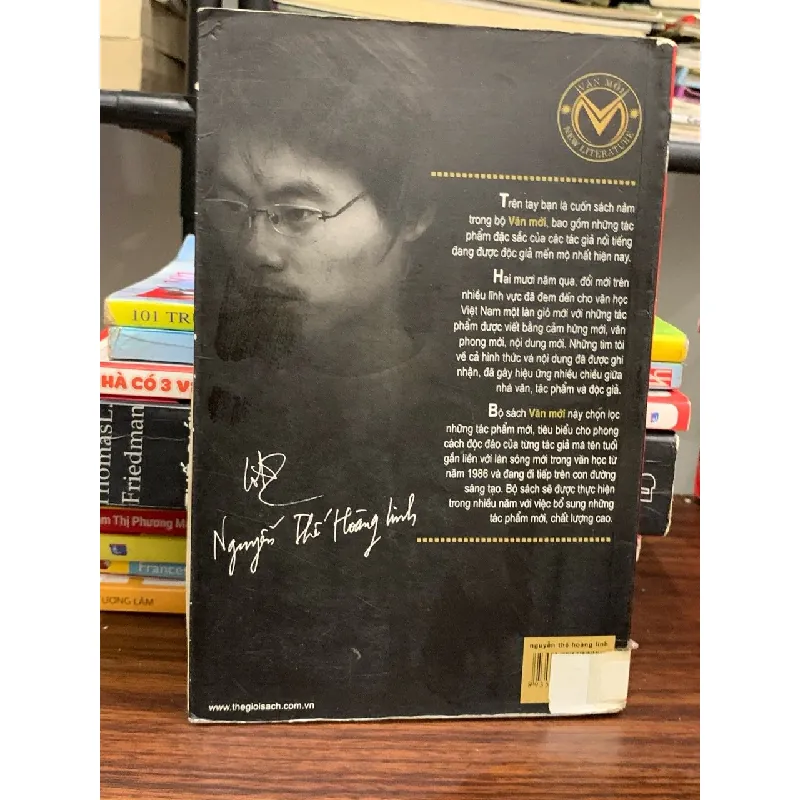 VĂN MỚI
NEW LITERATURE
Trên tay bạn là cuốn sách nằm
trong bộ Văn mới, bao gồm những tác
phẩm đặc sắc của các tác giả nổi tiếng
đang được độc giả mến mộ nhất hiện nay.
Hai mươi năm qua, đổi mới trên
nhiều lĩnh vực đã đem đến cho văn học
Việt Nam một làn gió mới với những tác
phẩm được viết bằng cảm hứng mới, văn
phong mới, nội dung mới. Những tìm tòi
về cả hình thức và nội dung đã được ghi
nhận, đã gây hiệu ứng nhiều chiều giữa
nhà văn, tác phẩm và độc giả.
Bộ sách Văn mới này chọn lọc
những tác phẩm mới, tiêu biểu cho phong
cách độc đáo của từng tác giả mà tên tuổi
gắn liền với làn sóng mới trong văn học từ
năm 1986 và đang đi tiếp trên con đường
sáng tạo. Bộ sách sẽ được thực hiện
trong nhiều năm với việc bổ sung những
tác phẩm mới, chất lượng cao.
Nguyễn Thế Hoàng Linh
nguyễn thế hoàng linh
www.thegioisach.com.vn
101 TR
HÀ CÓ 3 V
Thomas L.
Friedman
m Thị Phương M
Frances
ƯƠNG LÂM